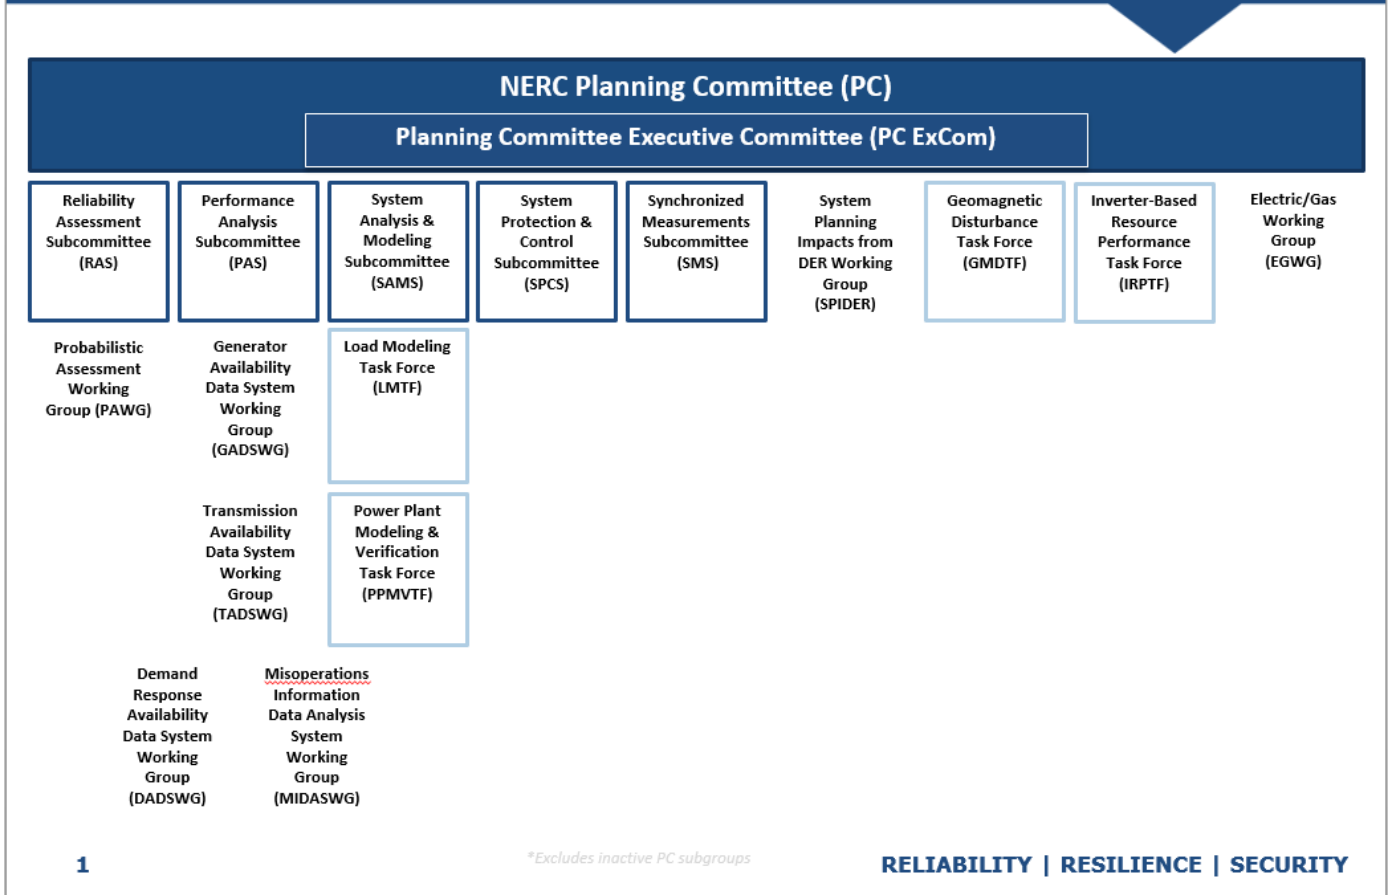 NERC Planning Committee (PC)
Planning Committee Executive Committee (PC ExCom)
Reliability
Assessment
Subcommittee
(RAS)
Performance
Analysis
Subcommittee
(PAS)
System
Analysis &
Modeling
Subcommittee
(SAMS)
System
Protection &
Control
Subcommittee
(SPCS)
Synchronized
Measurements
Subcommittee
(SMS)
System
Planning
Impacts from
DER Working
Group
(SPIDER)
Geomagnetic
Disturbance
Task Force
(GMDTF)
Inverter-Based
Resource
Performance
Task Force
(IRPTF)
Electric/Gas
Working
Group
(EGWG)
Probabilistic
Assessment
Working
Group (PAWG)
Generator
Availability
Data System
Working
Group
(GADSWG)
Load Modeling
Task Force
(LMTF)
Transmission
Availability
Data System
Working
Group
(TADSWG)
Power Plant
Modeling &
Verification
Task Force
(PPMVTF)
Demand
Response
Availability
Data System
Working
Group
(DADSWG)
Misoperations
Information
Data Analysis
System
Working
Group
(MIDASWG)
1
*Excludes inactive PC subgroups
RELIABILITY | RESILIENCE | SECURITY